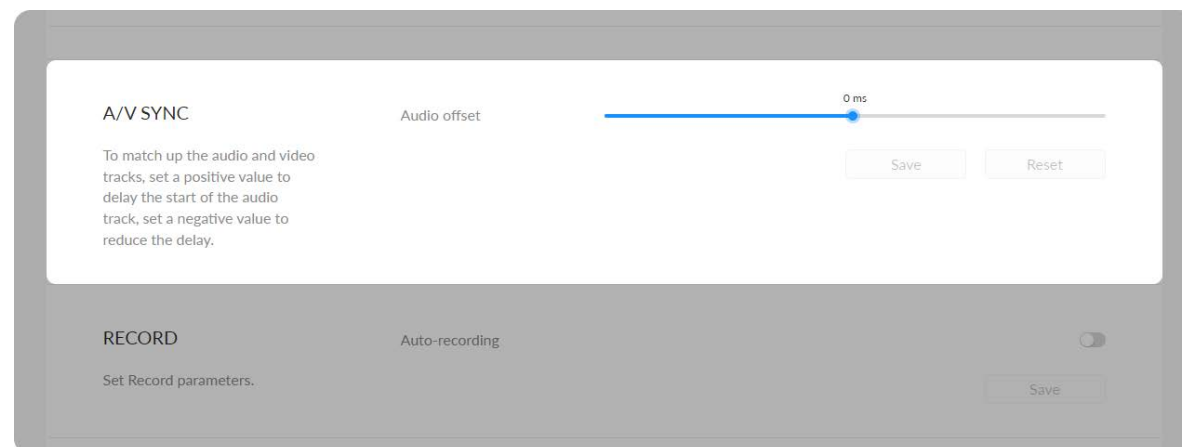 A/V SYNC
Audio offset
0 ms
To match up the audio and video
tracks, set a positive value to
delay the start of the audio
track, set a negative value to
reduce the delay.
Save
Reset
RECORD
Auto-recording
Set Record parameters.
Save